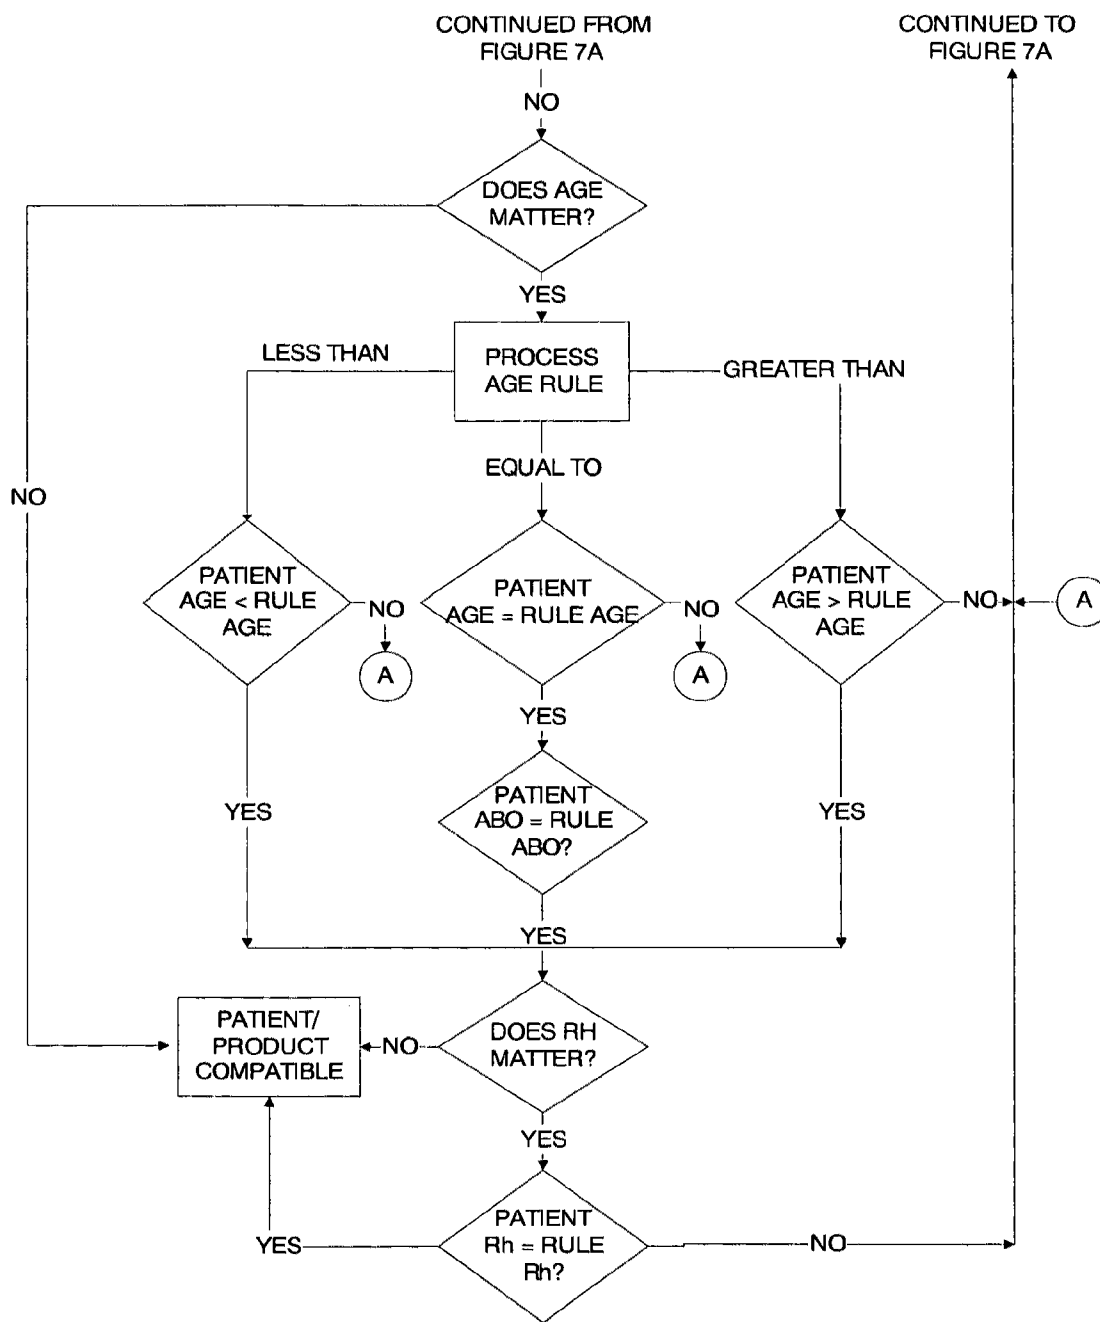 CONTINUED FROM
FIGURE 7A
CONTINUED TO
FIGURE 7A
NO
DOES AGE
MATTER?
YES
LESS THAN
PROCESS
AGE RULE
GREATER THAN
EQUAL TO
NO
PATIENT
AGE < RULE
AGE
NO
A
PATIENT
AGE = RULE AGE
NO
A
PATIENT
AGE > RULE
AGE
NO
A
YES
PATIENT
ABO = RULE
ABO?
YES
YES
YES
PATIENT/
PRODUCT
COMPATIBLE
NO
DOES RH
MATTER?
YES
PATIENT
Rh = RULE
Rh?
YES
NO